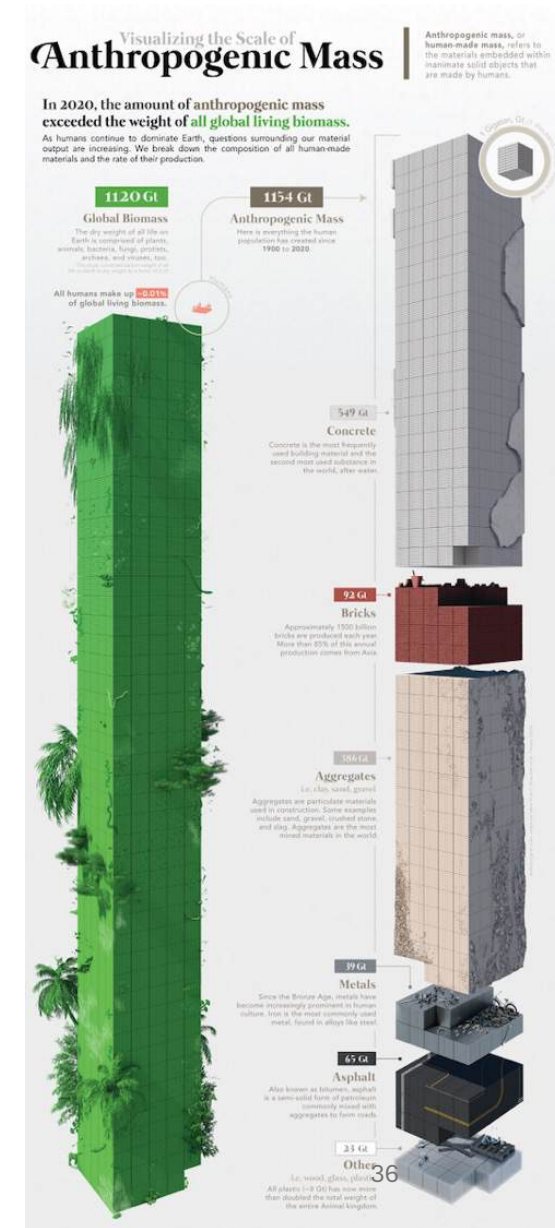 Visualizing the Scale of
Anthropogenic Mass
Anthropogenic mass, or
human-made mass, refers to
the materials embedded within
inanimate solid objects that
are made by humans.
In 2020, the amount of anthropogenic mass
exceeded the weight of all global living biomass.
As humans continue to dominate Earth, questions surrounding our material
output are increasing. We break down the composition of all human-made
materials and the rate of their production.
1 Gigaton, Gt
1120 Gt
Global Biomass
The dry weight of all life on
Earth is comprised of plants,
animals, bacteria, fungi, protists,
archaea, and viruses, too.
All humans make up ~0.01%
of global living biomass.
1154 Gt
Anthropogenic Mass
Here is everything the human
population has created since
1900 to 2020.
549 Gt
Concrete
Concrete is the most frequently
used building material and the
second most used substance in
the world, after water.
92 Gt
Bricks
Approximately 1500 billion
bricks are produced each year.
More than 85% of this annual
production comes from Asia.
386 Gt
Aggregates
i.e. clay, sand, gravel
Aggregates are particulate materials
used in construction. Some examples
include sand, gravel, crushed stone,
and slag. Aggregates are the most
mined materials in the world.
39 Gt
Metals
Since the Bronze Age, metals have
become increasingly prominent in human
culture. Iron is the most commonly used
metal, found in alloys like steel.
65 Gt
Asphalt
Also known as bitumen, asphalt
is a semi-solid form of petroleum
commonly mixed with
aggregates to form roads.
23 Gt
Other
i.e. wood, glass, plastic
All plastic (~8 Gt) has now more
than doubled the total weight of
the entire Animal kingdom.
36